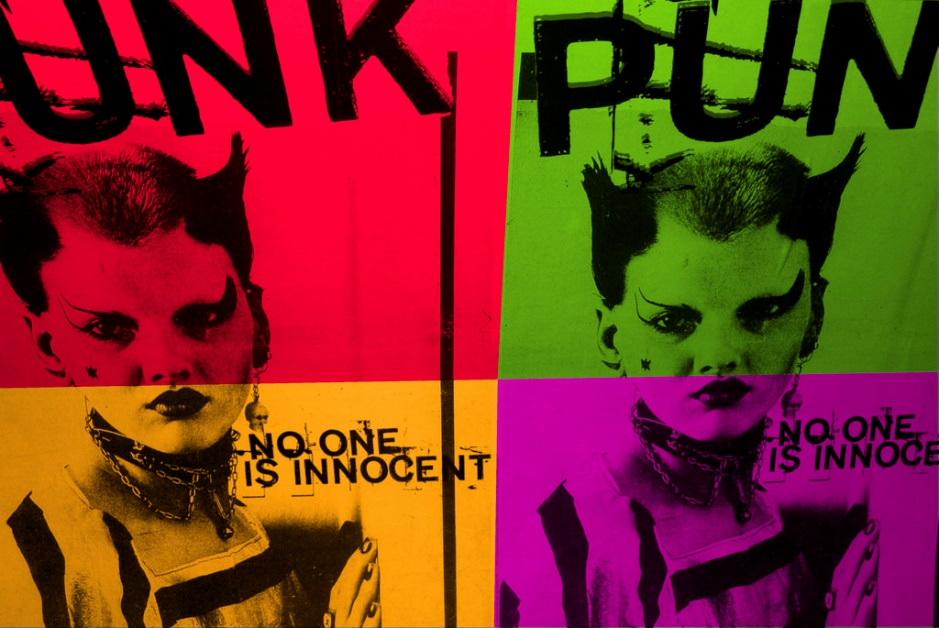 UNK
NO ONE
IS INNOCENT
PUN
NO ONE
IS INNOCE